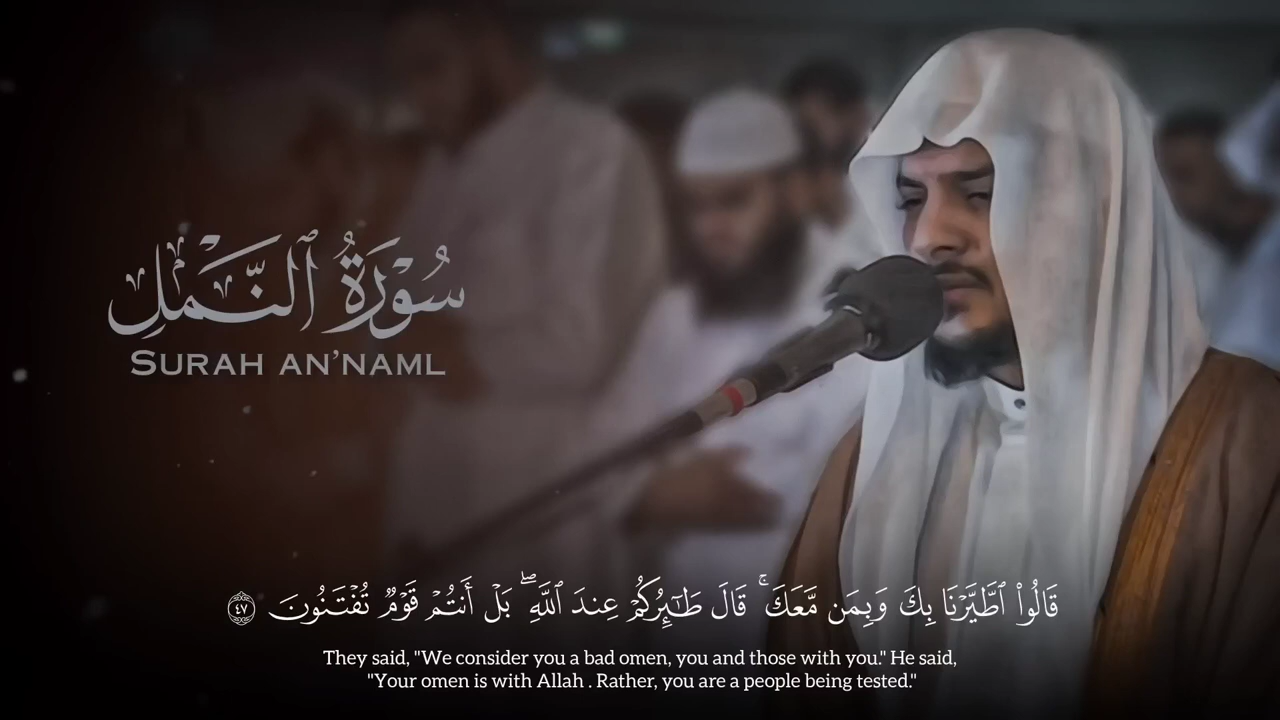 سُوْرَةُ ٱلنَّمْلِ
SURAH AN'NAML
قَالُوا۟ ٱطَّيَّرْنَا بِكَ وَبِمَن مَّعَكَ ۚ قَالَ طَـٰٓئِرُكُمْ عِندَ ٱللَّهِ ۖ بَلْ أَنتُمْ قَوْمٌ تُفْتَنُونَ ٤٧
They said, "We consider you a bad omen, you and those with you." He said,
"Your omen is with Allah . Rather, you are a people being tested."